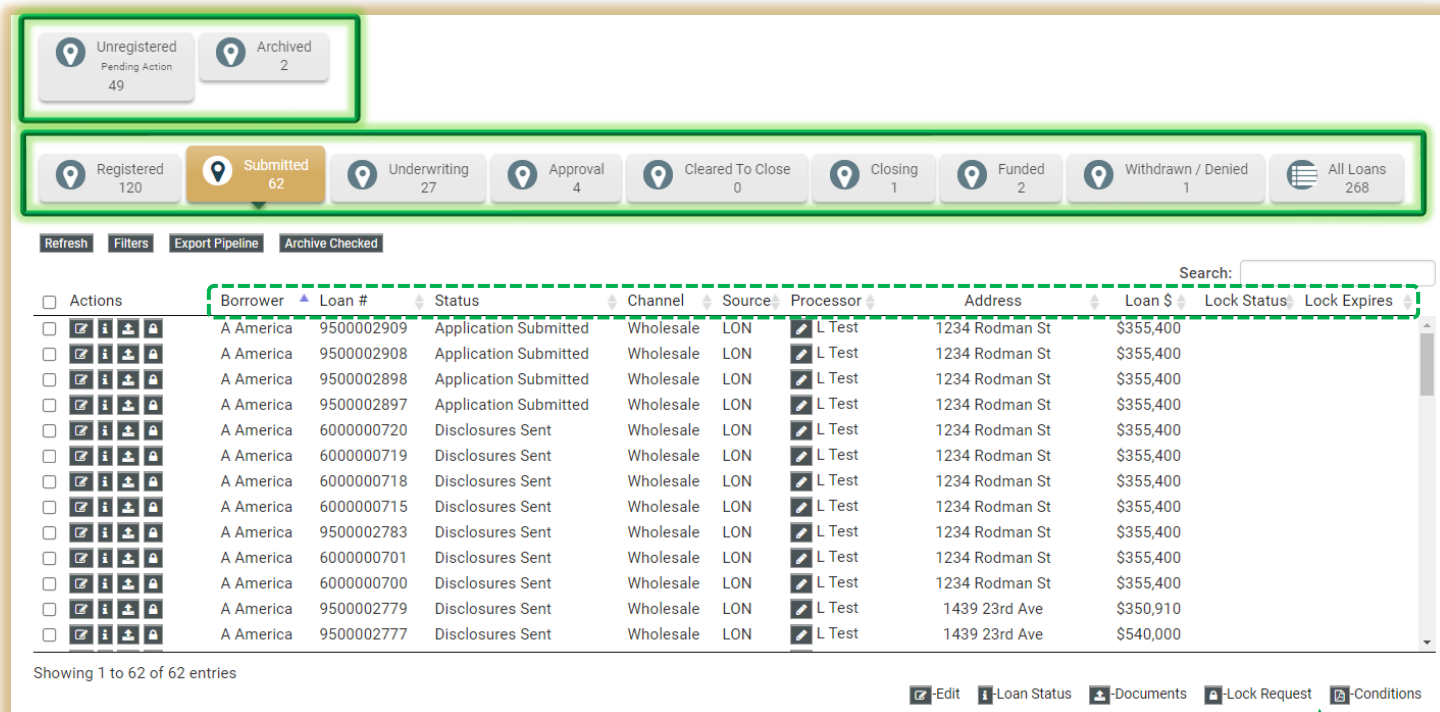 Unregistered
Pending Action
49
Archived
2
Registered
120
Submitted
62
Underwriting
27
Approval
4
Cleared To Close
0
Closing
1
Funded
2
Withdrawn / Denied
1
All Loans
268
Refresh Filters Export Pipeline Archive Checked
Search:
Actions Borrower Loan # Status Channel Source Processor Address Loan $ Lock Status Lock Expires
A America 9500002909 Application Submitted Wholesale LON L Test 1234 Rodman St $355,400
A America 9500002908 Application Submitted Wholesale LON L Test 1234 Rodman St $355,400
A America 9500002898 Application Submitted Wholesale LON L Test 1234 Rodman St $355,400
A America 9500002897 Application Submitted Wholesale LON L Test 1234 Rodman St $355,400
A America 6000000720 Disclosures Sent Wholesale LON L Test 1234 Rodman St $355,400
A America 6000000719 Disclosures Sent Wholesale LON L Test 1234 Rodman St $355,400
A America 6000000718 Disclosures Sent Wholesale LON L Test 1234 Rodman St $355,400
A America 6000000715 Disclosures Sent Wholesale LON L Test 1234 Rodman St $355,400
A America 9500002783 Disclosures Sent Wholesale LON L Test 1234 Rodman St $355,400
A America 6000000701 Disclosures Sent Wholesale LON L Test 1234 Rodman St $355,400
A America 6000000700 Disclosures Sent Wholesale LON L Test 1234 Rodman St $355,400
A America 9500002779 Disclosures Sent Wholesale LON L Test 1439 23rd Ave $350,910
A America 9500002777 Disclosures Sent Wholesale LON L Test 1439 23rd Ave $540,000
Showing 1 to 62 of 62 entries
-Edit -Loan Status -Documents -Lock Request -Conditions